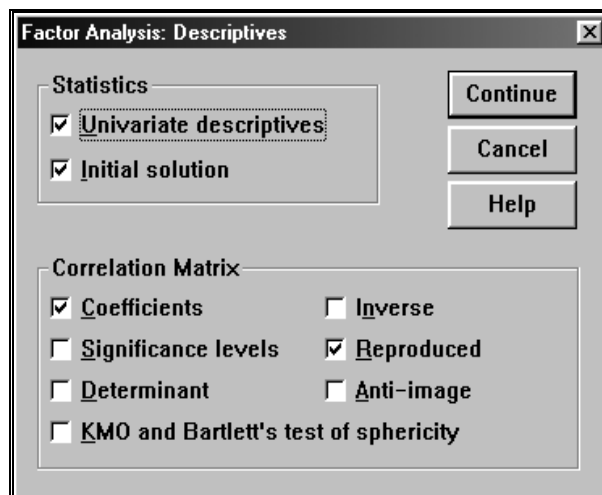 Factor Analysis: Descriptives
Statistics
Univariate descriptives
Initial solution
Continue
Cancel
Help
Correlation Matrix
Coefficients
Inverse
Significance levels
Reproduced
Determinant
Anti-image
KMO and Bartlett's test of sphericity